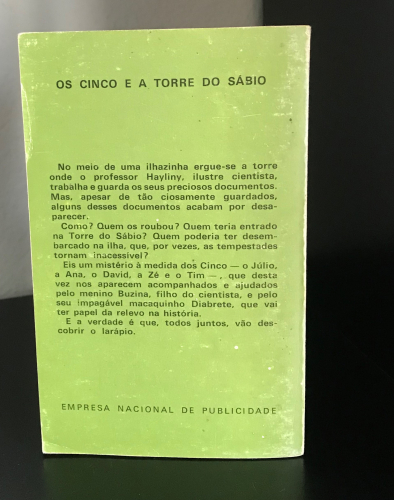 OS CINCO E A TORRE DO SÁBIO
No meio de uma ilhazinha ergue-se a torre
onde o professor Hayliny, ilustre cientista,
trabalha e guarda os seus preciosos documentos.
Mas, apesar de tão ciosamente guardados,
alguns desses documentos acabam por desa-
parecer.
Como? Quem os roubou? Quem teria entrado
na Torre do Sábio? Quem poderia ter desem-
barcado na ilha, que, por vezes, as tempestades
tornam inacessível?
Eis um mistério à medida dos Cinco — o Júlio,
a Ana, o David, a Zé e o Tim —, que desta
vez nos aparecem acompanhados e ajudados
pelo menino Buzina, filho do cientista, e pelo
seu impagável macaquinho Diabrete, que vai
ter papel da relevo na história.
E a verdade é que, todos juntos, vão des-
cobrir o larápio.
EMPRESA NACIONAL DE PUBLICIDADE